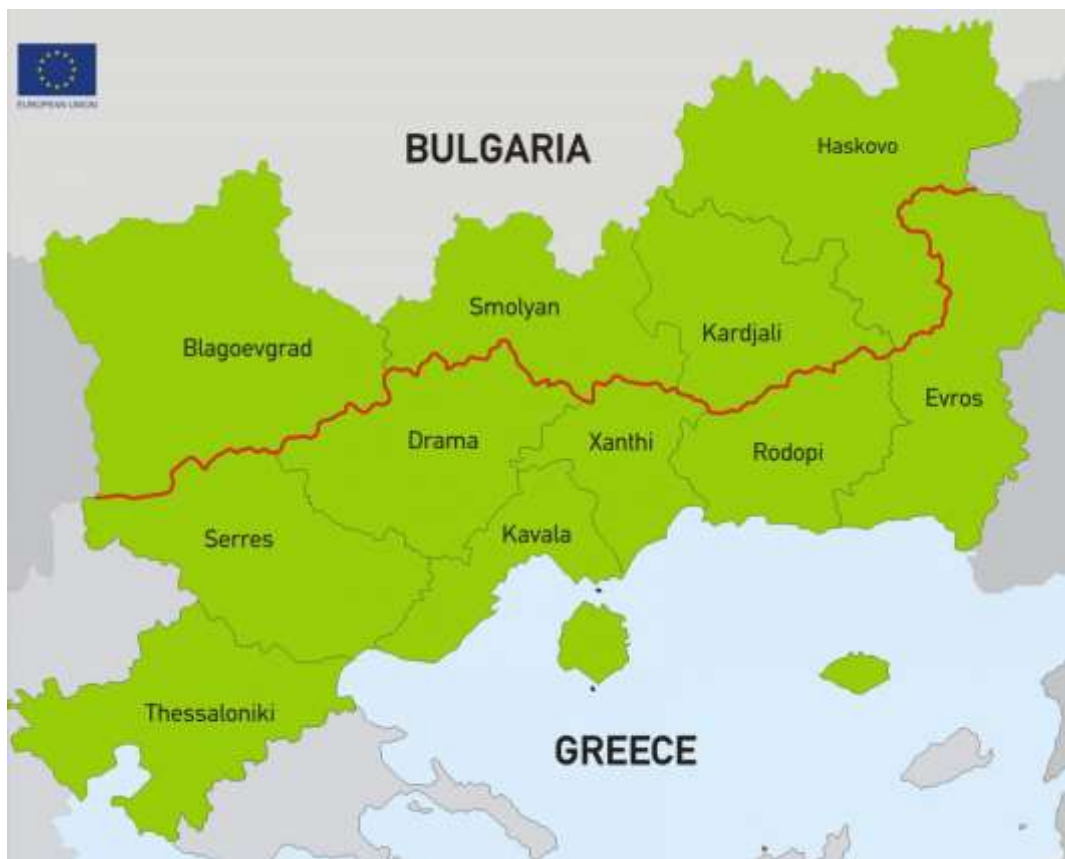 EUROPEAN UNION
BULGARIA
Haskovo
Smolyan
Blagoevgrad
Kardjali
Evros
Drama
Xanthi
Rodopi
Serres
Kavala
Thessaloniki
GREECE